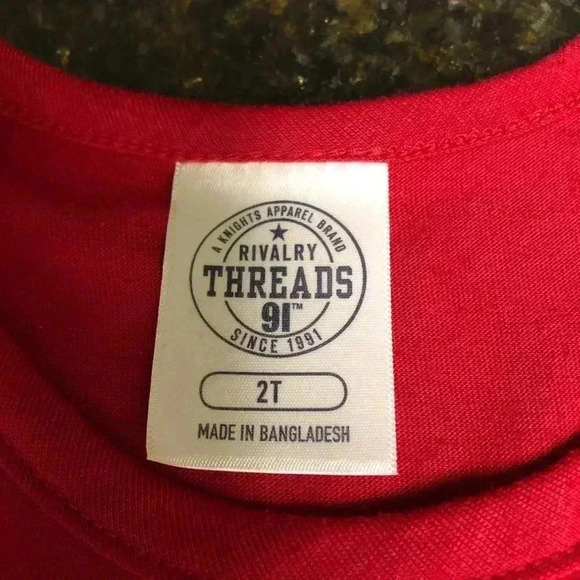 A KNIGHTS APPAREL BRAND
RIVALRY
THREADS
91™
SINCE 1991
2T
MADE IN BANGLADESH